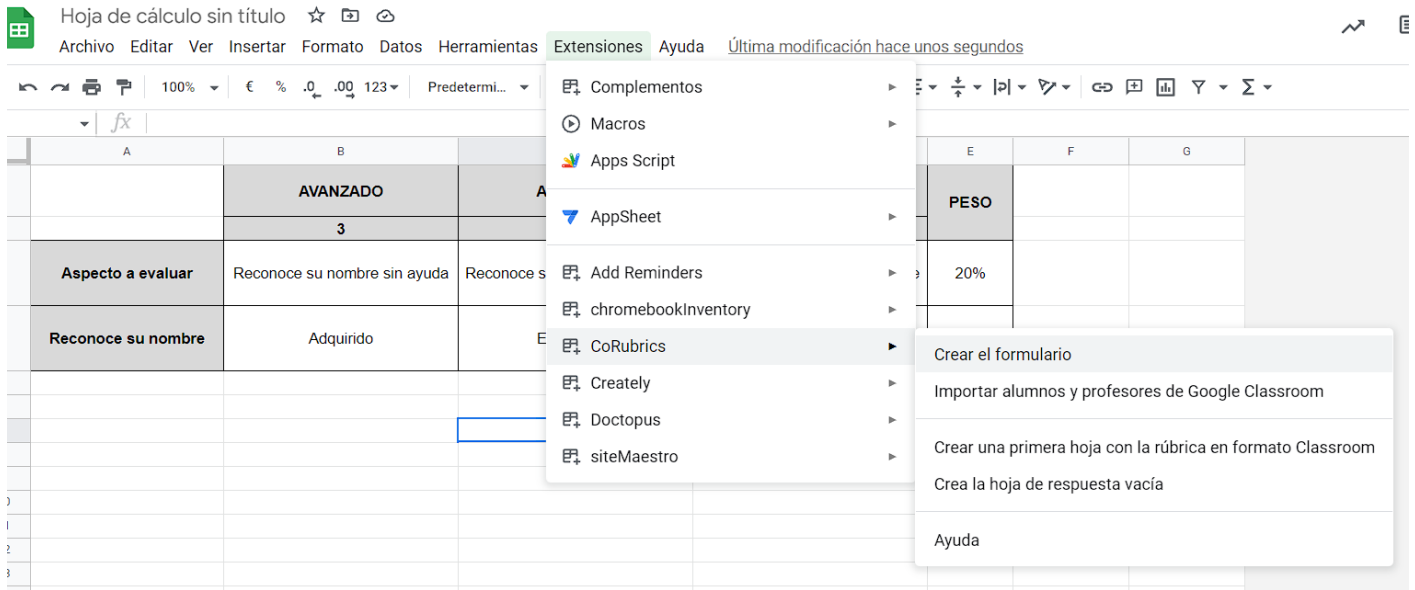 Hoja de cálculo sin título
Archivo Editar Ver Insertar Formato Datos Herramientas Extensiones Ayuda Última modificación hace unos segundos
100% € % .0 .00 123 Predetermi...
fx
A B E F G
AVANZADO A PESO
3
Aspecto a evaluar Reconoce su nombre sin ayuda Reconoce s e 20%
Reconoce su nombre Adquirido E
Complementos
Macros
Apps Script
AppSheet
Add Reminders
chromebookInventory
CoRubrics
Creately
Doctopus
siteMaestro
Crear el formulario
Importar alumnos y profesores de Google Classroom
Crear una primera hoja con la rúbrica en formato Classroom
Crea la hoja de respuesta vacía
Ayuda